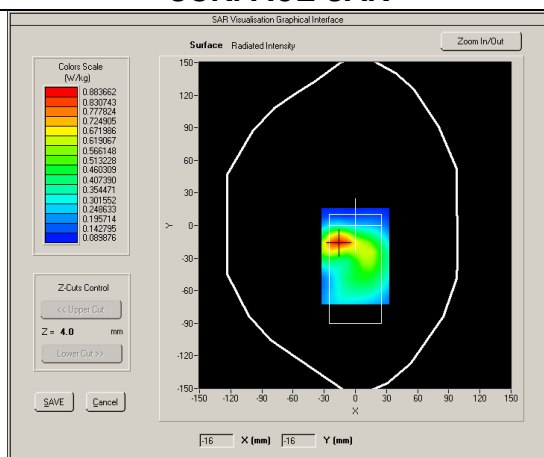 SURFACE SAR
SAR Visualisation Graphical Interface
Surface Radiated Intensity
Zoom In/Out
Colors Scale
(W/kg)
0.883662
0.830743
0.777824
0.724905
0.671986
0.619067
0.566148
0.513228
0.460309
0.407390
0.354471
0.301552
0.248633
0.195714
0.142795
0.089876
Z-Cuts Control
<< Upper Cut
Z = 4.0 mm
Lower Cut >>
SAVE Cancel
150
120
90
60
30
0
-30
-60
-90
-120
-150
Y
-150 -120 -90 -60 -30 0 30 60 90 120 150
X
-16 X (mm) -16 Y (mm)